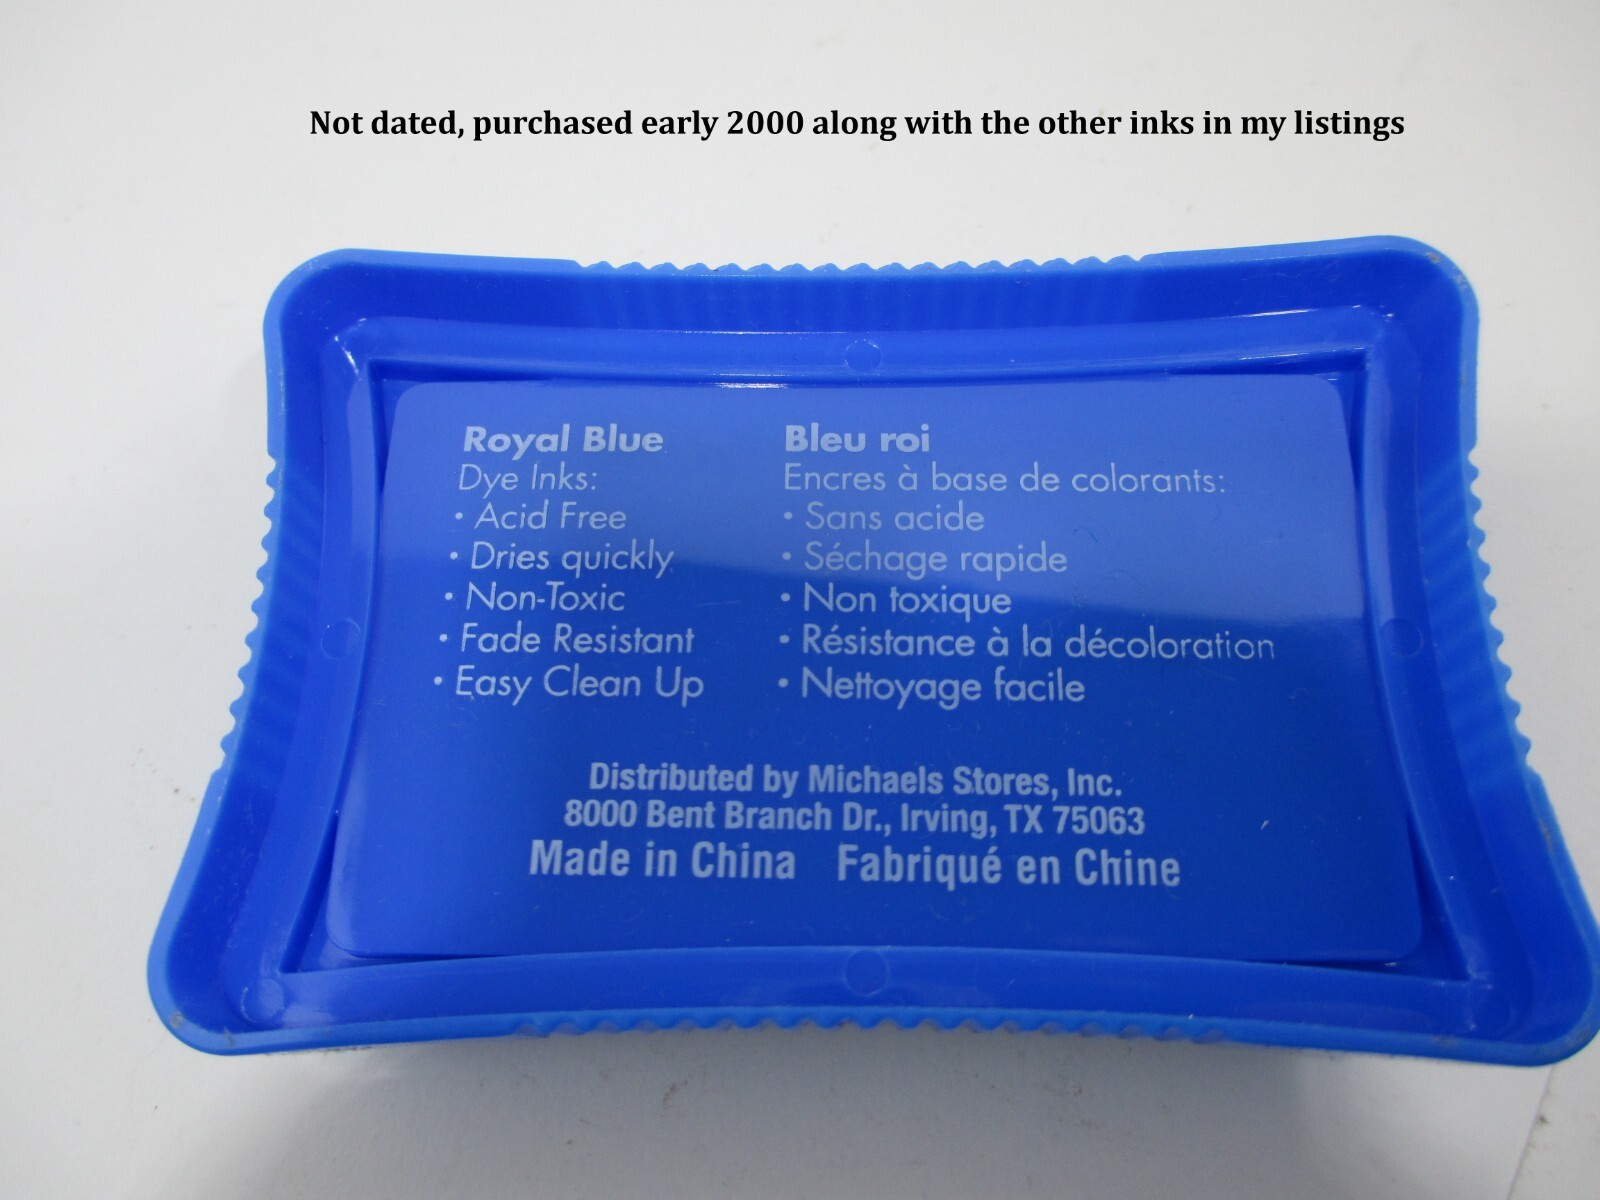 Not dated, purchased early 2000 along with the other inks in my listings
Royal Blue
Dye Inks:
• Acid Free
• Dries quickly
• Non-Toxic
• Fade Resistant
• Easy Clean Up
Bleu roi
Encres à base de colorants:
• Sans acide
• Séchage rapide
• Non toxique
• Résistance à la décoloration
• Nettoyage facile
Distributed by Michaels Stores, Inc.
8000 Bent Branch Dr., Irving, TX 75063
Made in China Fabriqué en Chine